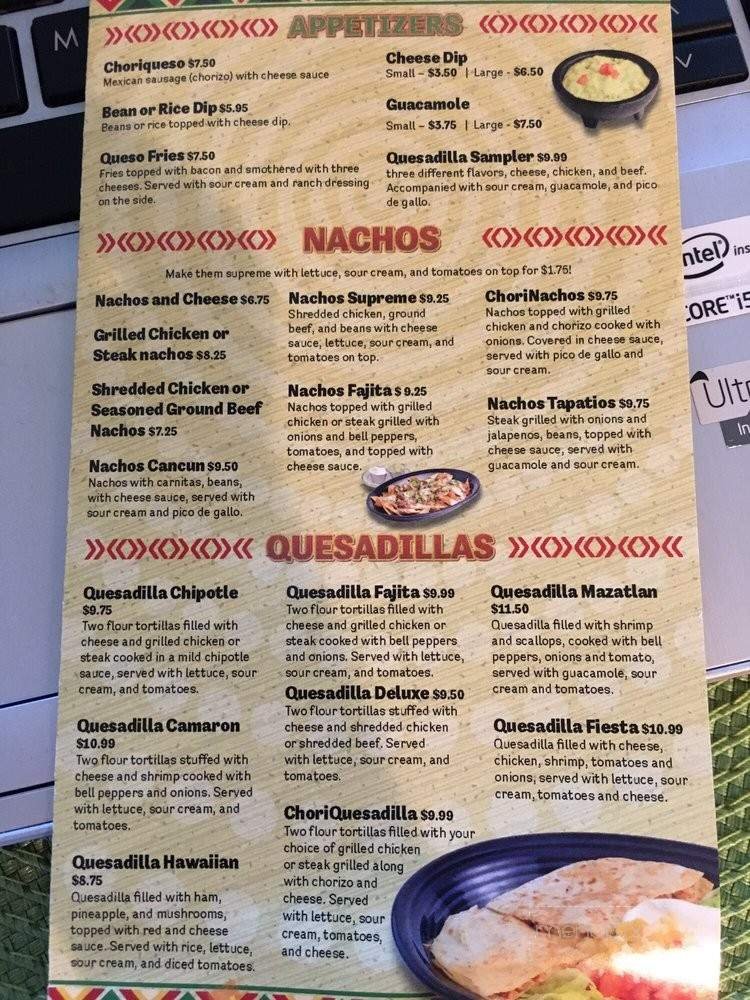 APPETIZERS
Choriqueso $7.50
Mexican sausage (chorizo) with cheese sauce
Bean or Rice Dip $5.95
Beans or rice topped with cheese dip.
Queso Fries $7.50
Fries topped with bacon and smothered with three
cheeses. Served with sour cream and ranch dressing
on the side.
Cheese Dip
Small – $3.50 | Large - $6.50
Guacamole
Small – $3.75 | Large - $7.50
Quesadilla Sampler $9.99
three different flavors, cheese, chicken, and beef.
Accompanied with sour cream, guacamole, and pico
de gallo.
NACHOS
Make them supreme with lettuce, sour cream, and tomatoes on top for $1.75!
Nachos and Cheese $6.75
Grilled Chicken or
Steak nachos $8.25
Shredded Chicken or
Seasoned Ground Beef
Nachos $7.25
Nachos Cancun $9.50
Nachos with carnitas, beans,
with cheese sauce, served with
sour cream and pico de gallo.
Nachos Supreme $9.25
Shredded chicken, ground
beef, and beans with cheese
sauce, lettuce, sour cream, and
tomatoes on top.
Nachos Fajita $ 9.25
Nachos topped with grilled
chicken or steak grilled with
onions and bell peppers,
tomatoes, and topped with
cheese sauce.
ChoriNachos $9.75
Nachos topped with grilled
chicken and chorizo cooked with
onions. Covered in cheese sauce,
served with pico de gallo and
sour cream.
Nachos Tapatios $9.75
Steak grilled with onions and
jalapenos, beans, topped with
cheese sauce, served with
guacamole and sour cream.
QUESADILLAS
Quesadilla Chipotle
$9.75
Two flour tortillas filled with
cheese and grilled chicken or
steak cooked in a mild chipotle
sauce, served with lettuce, sour
cream, and tomatoes.
Quesadilla Camaron
$10.99
Two flour tortillas stuffed with
cheese and shrimp cooked with
bell peppers and onions. Served
with lettuce, sour cream, and
tomatoes.
Quesadilla Hawaiian
$8.75
Quesadilla filled with ham,
pineapple, and mushrooms,
topped with red and cheese
sauce. Served with rice, lettuce,
sour cream, and diced tomatoes.
Quesadilla Fajita $9.99
Two flour tortillas filled with
cheese and grilled chicken or
steak cooked with bell peppers
and onions. Served with lettuce,
sour cream, and tomatoes.
Quesadilla Deluxe $9.50
Two flour tortillas stuffed with
cheese and shredded chicken
or shredded beef. Served
with lettuce, sour cream, and
tomatoes.
ChoriQuesadilla $9.99
Two flour tortillas filled with your
choice of grilled chicken
or steak grilled along
with chorizo and
cheese. Served
with lettuce, sour
cream, tomatoes,
and cheese.
Quesadilla Mazatlan
$11.50
Quesadilla filled with shrimp
and scallops, cooked with bell
peppers, onions and tomato,
served with guacamole, sour
cream and tomatoes.
Quesadilla Fiesta $10.99
Quesadilla filled with cheese,
chicken, shrimp, tomatoes and
onions, served with lettuce, sour
cream, tomatoes and cheese.
M
V
intel ins
CORE™ i5
Ultr
In